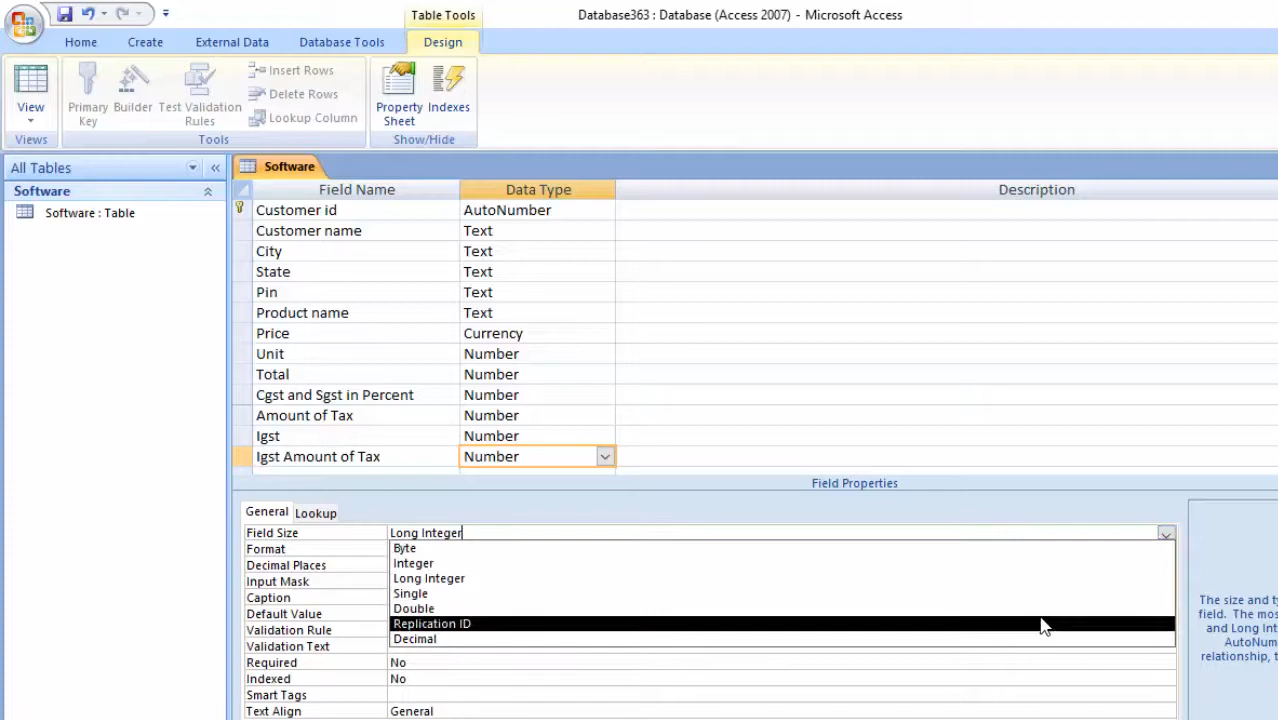 Table Tools
Database363 : Database (Access 2007) - Microsoft Access
Home
Create
External Data
Database Tools
Design
View
Primary Key
Builder
Test Validation Rules
Insert Rows
Delete Rows
Lookup Column
Property Sheet
Indexes
Views
Tools
Show/Hide
All Tables
Software
Software : Table
Software
Field Name Data Type Description
Customer id AutoNumber
Customer name Text
City Text
State Text
Pin Text
Product name Text
Price Currency
Unit Number
Total Number
Cgst and Sgst in Percent Number
Amount of Tax Number
Igst Number
Igst Amount of Tax Number
Field Properties
General Lookup
Field Size Long Integer
Format
Decimal Places
Input Mask
Caption
Default Value
Validation Rule
Validation Text
Byte
Integer
Long Integer
Single
Double
Replication ID
Decimal
Required No
Indexed No
Smart Tags
Text Align General
The size and ty
field. The mos
and Long Int
AutoNum
relationship, t